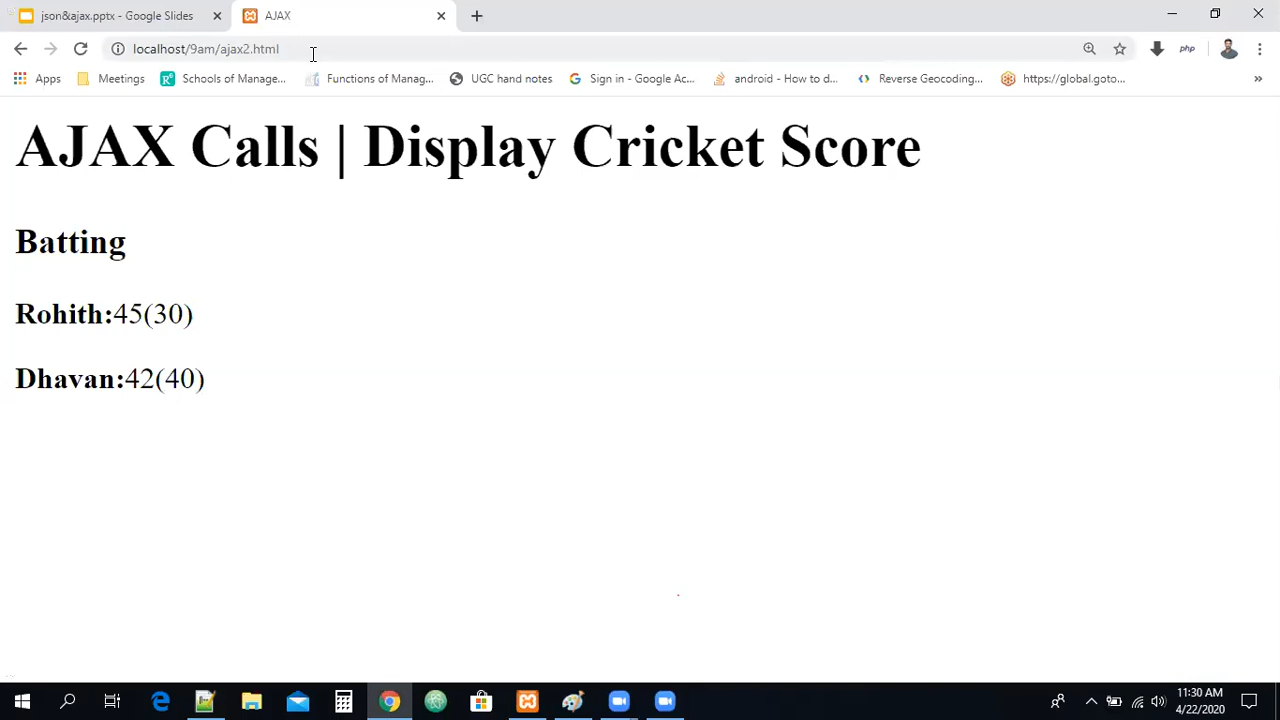 json&ajax.pptx - Google Slides
AJAX
localhost/9am/ajax2.html
php
Apps
Meetings
Schools of Manage...
Functions of Manag...
UGC hand notes
Sign in - Google Ac...
android - How to d...
Reverse Geocoding...
https://global.goto...
AJAX Calls | Display Cricket Score
Batting
Rohith:45(30)
Dhavan:42(40)
11:30 AM
4/22/2020